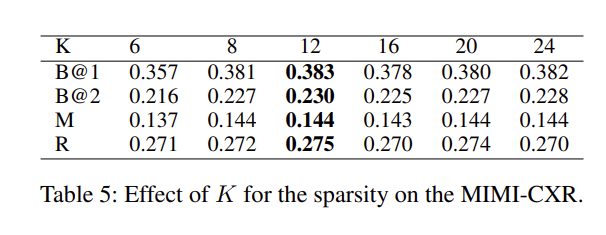 K 6 8 12 16 20 24
B@1 0.357 0.381 0.383 0.378 0.380 0.382
B@2 0.216 0.227 0.230 0.225 0.227 0.228
M 0.137 0.144 0.144 0.143 0.144 0.144
R 0.271 0.272 0.275 0.270 0.274 0.270
Table 5: Effect of K for the sparsity on the MIMI-CXR.